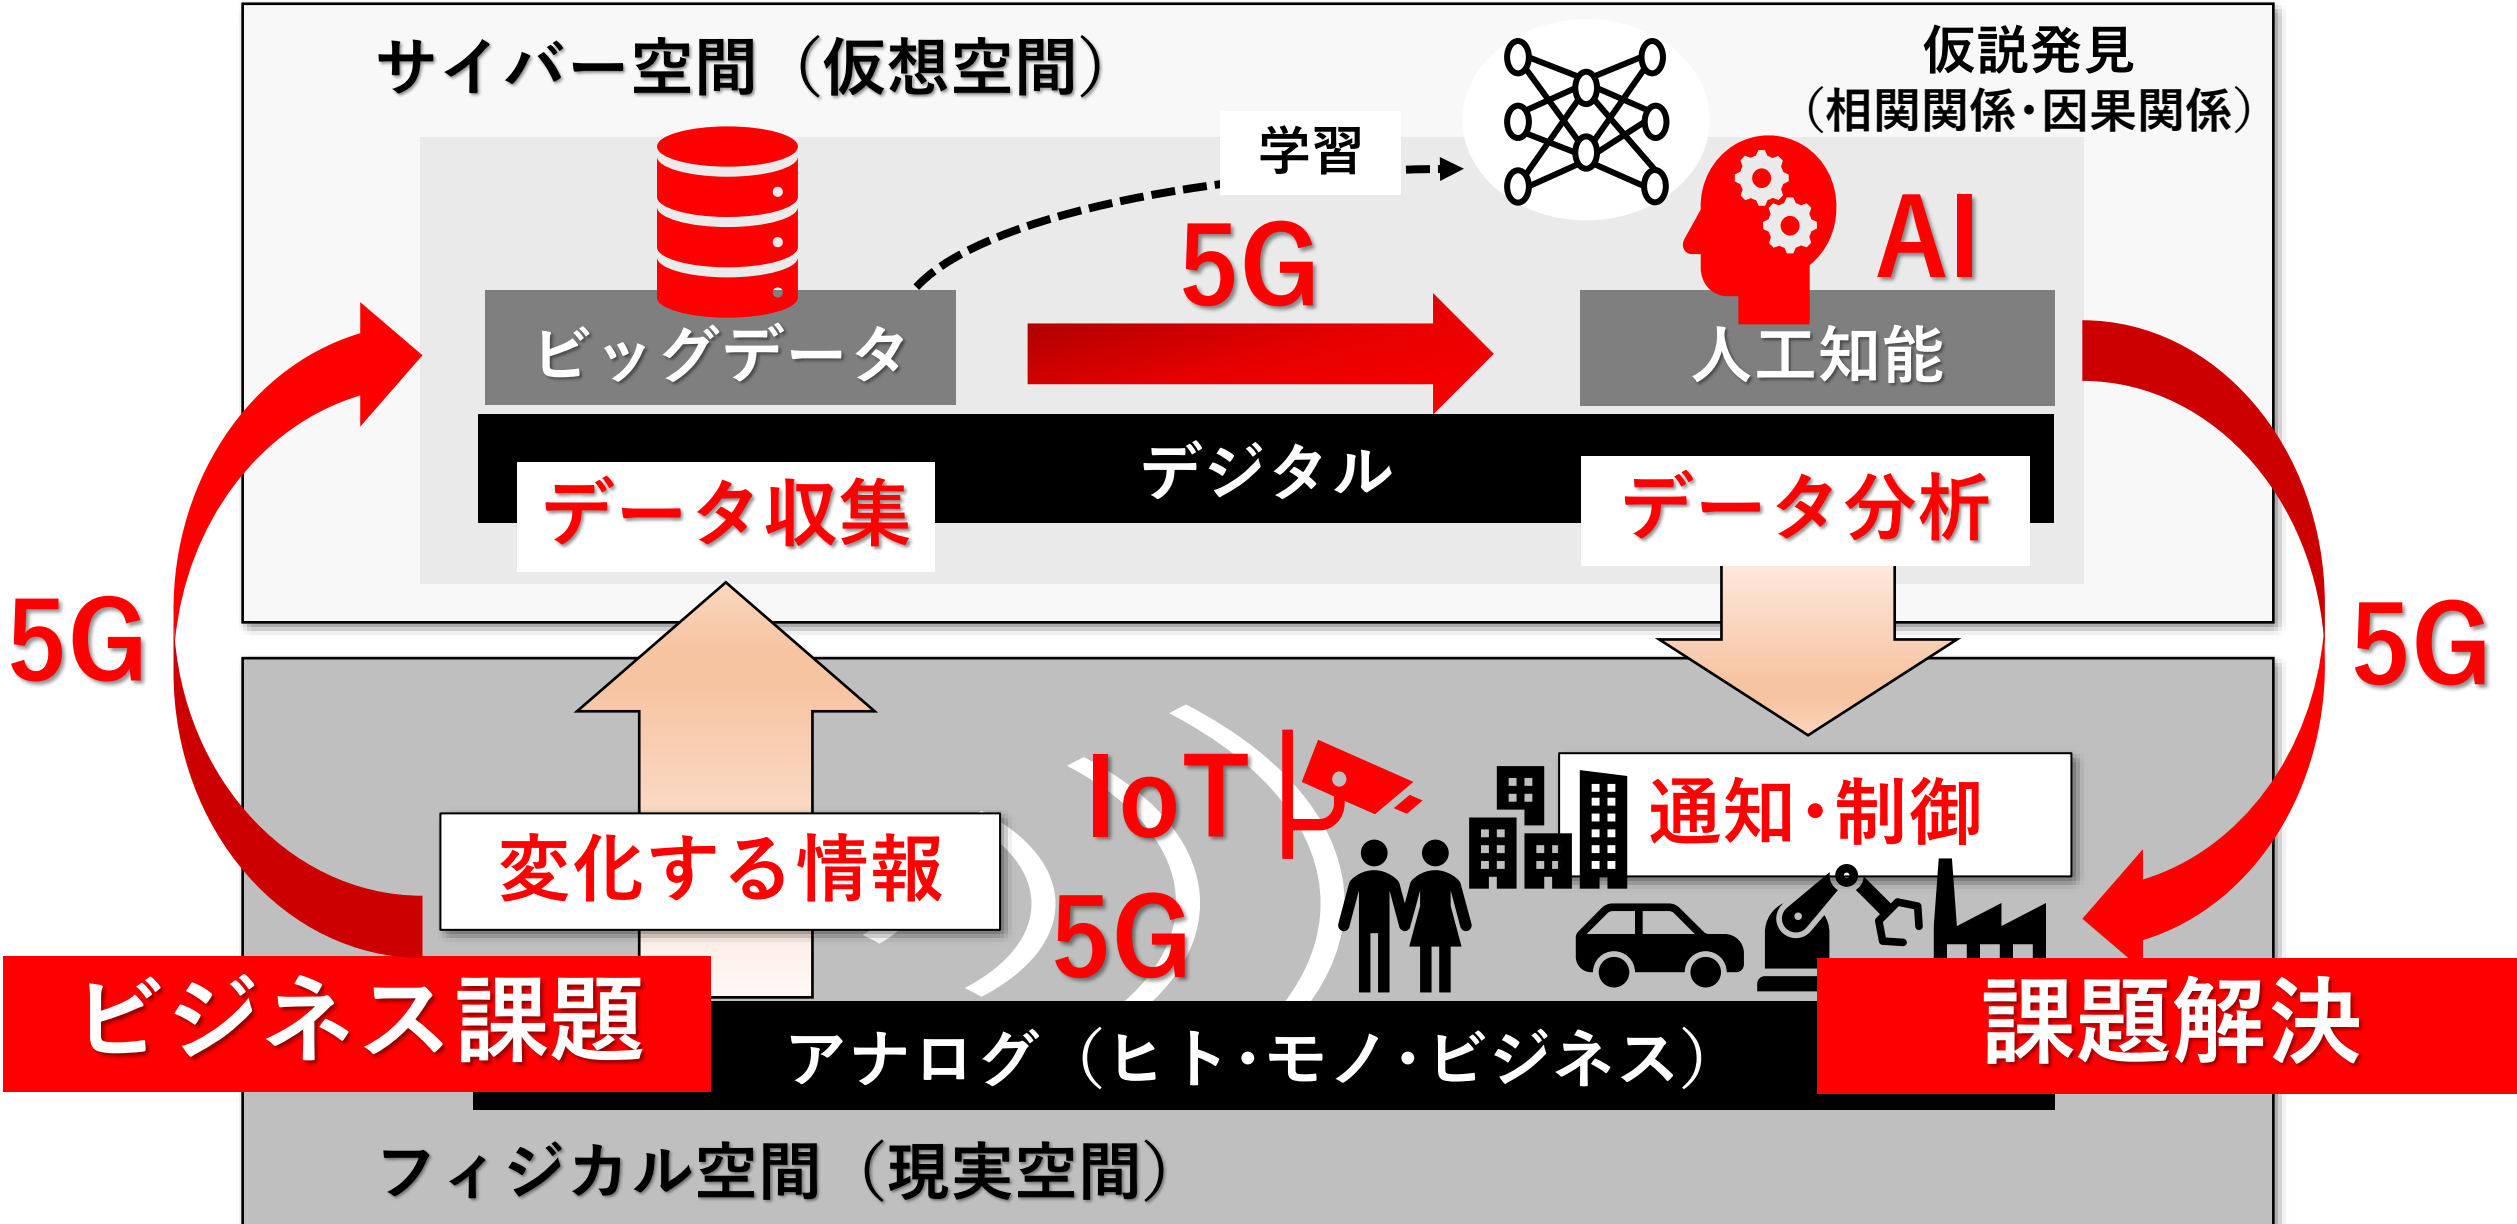 サイバー空間（仮想空間）
仮説発見
（相関関係・因果関係）
学習
5G
AI
ビッグデータ
人工知能
デジタル
データ収集
データ分析
5G
5G
IoT
通知・制御
変化する情報
5G
ビジネス課題
課題解決
アナログ（ヒト・モノ・ビジネス）
フィジカル空間（現実空間）